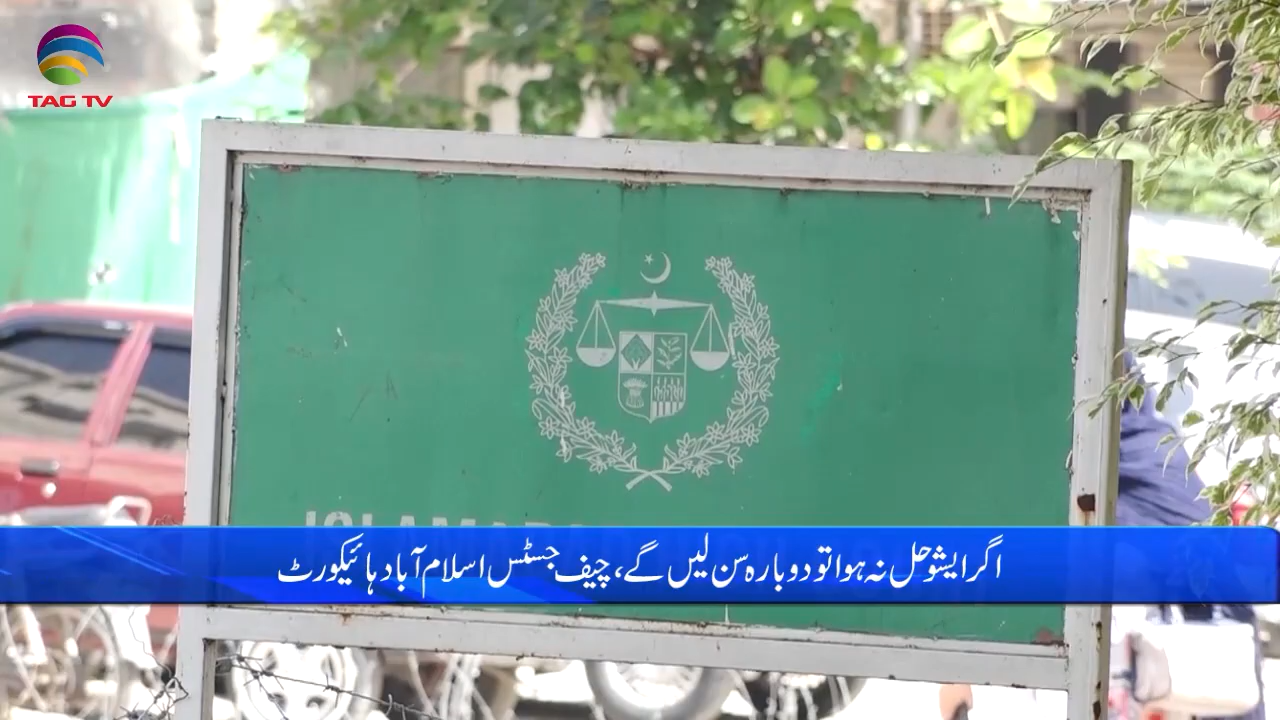 TAG TV
اگر ایشو حل نہ ہوا تو دوبارہ سن لیں گے، چیف جسٹس اسلام آباد ہائیکورٹ